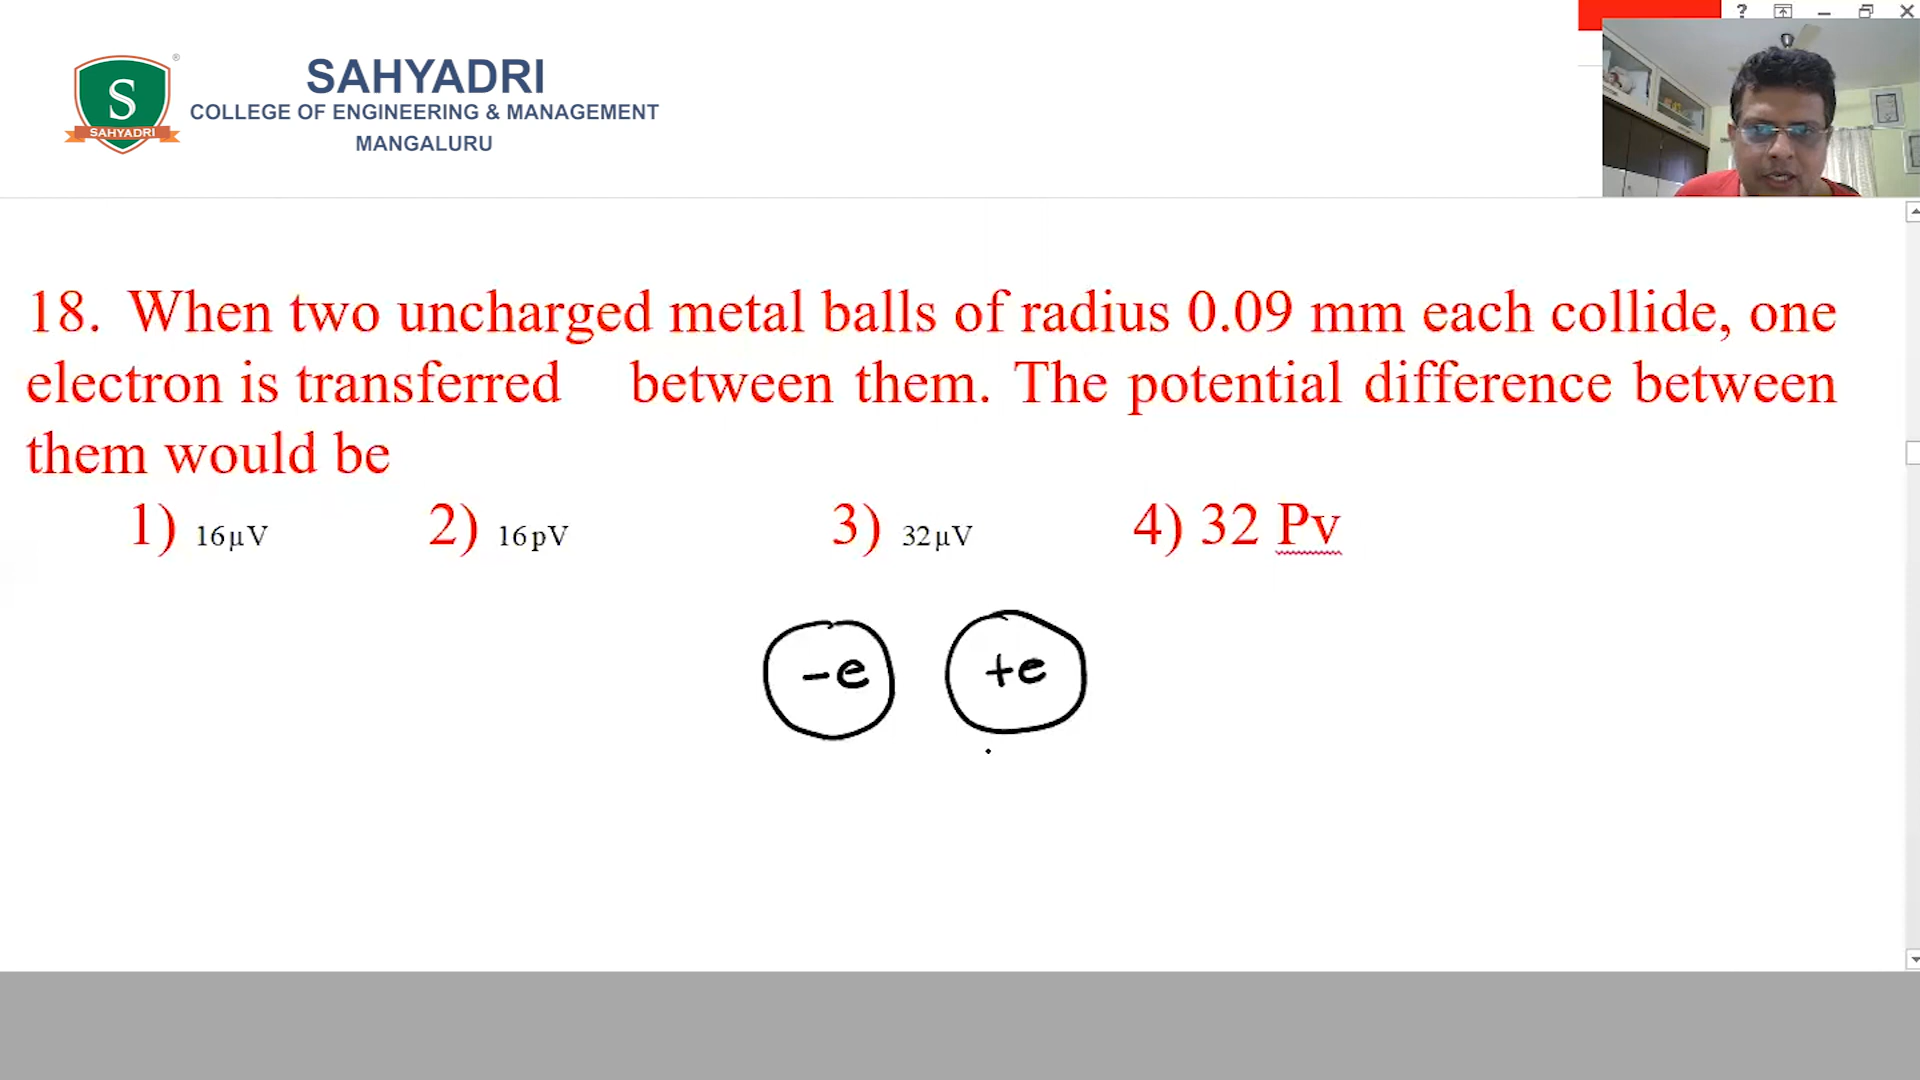 S
SAHYADRI
®
SAHYADRI
COLLEGE OF ENGINEERING & MANAGEMENT
MANGALURU
18. When two uncharged metal balls of radius 0.09 mm each collide, one
electron is transferred between them. The potential difference between
them would be
1) 16μV 2) 16pV 3) 32μV 4) 32 Pv
-e +e